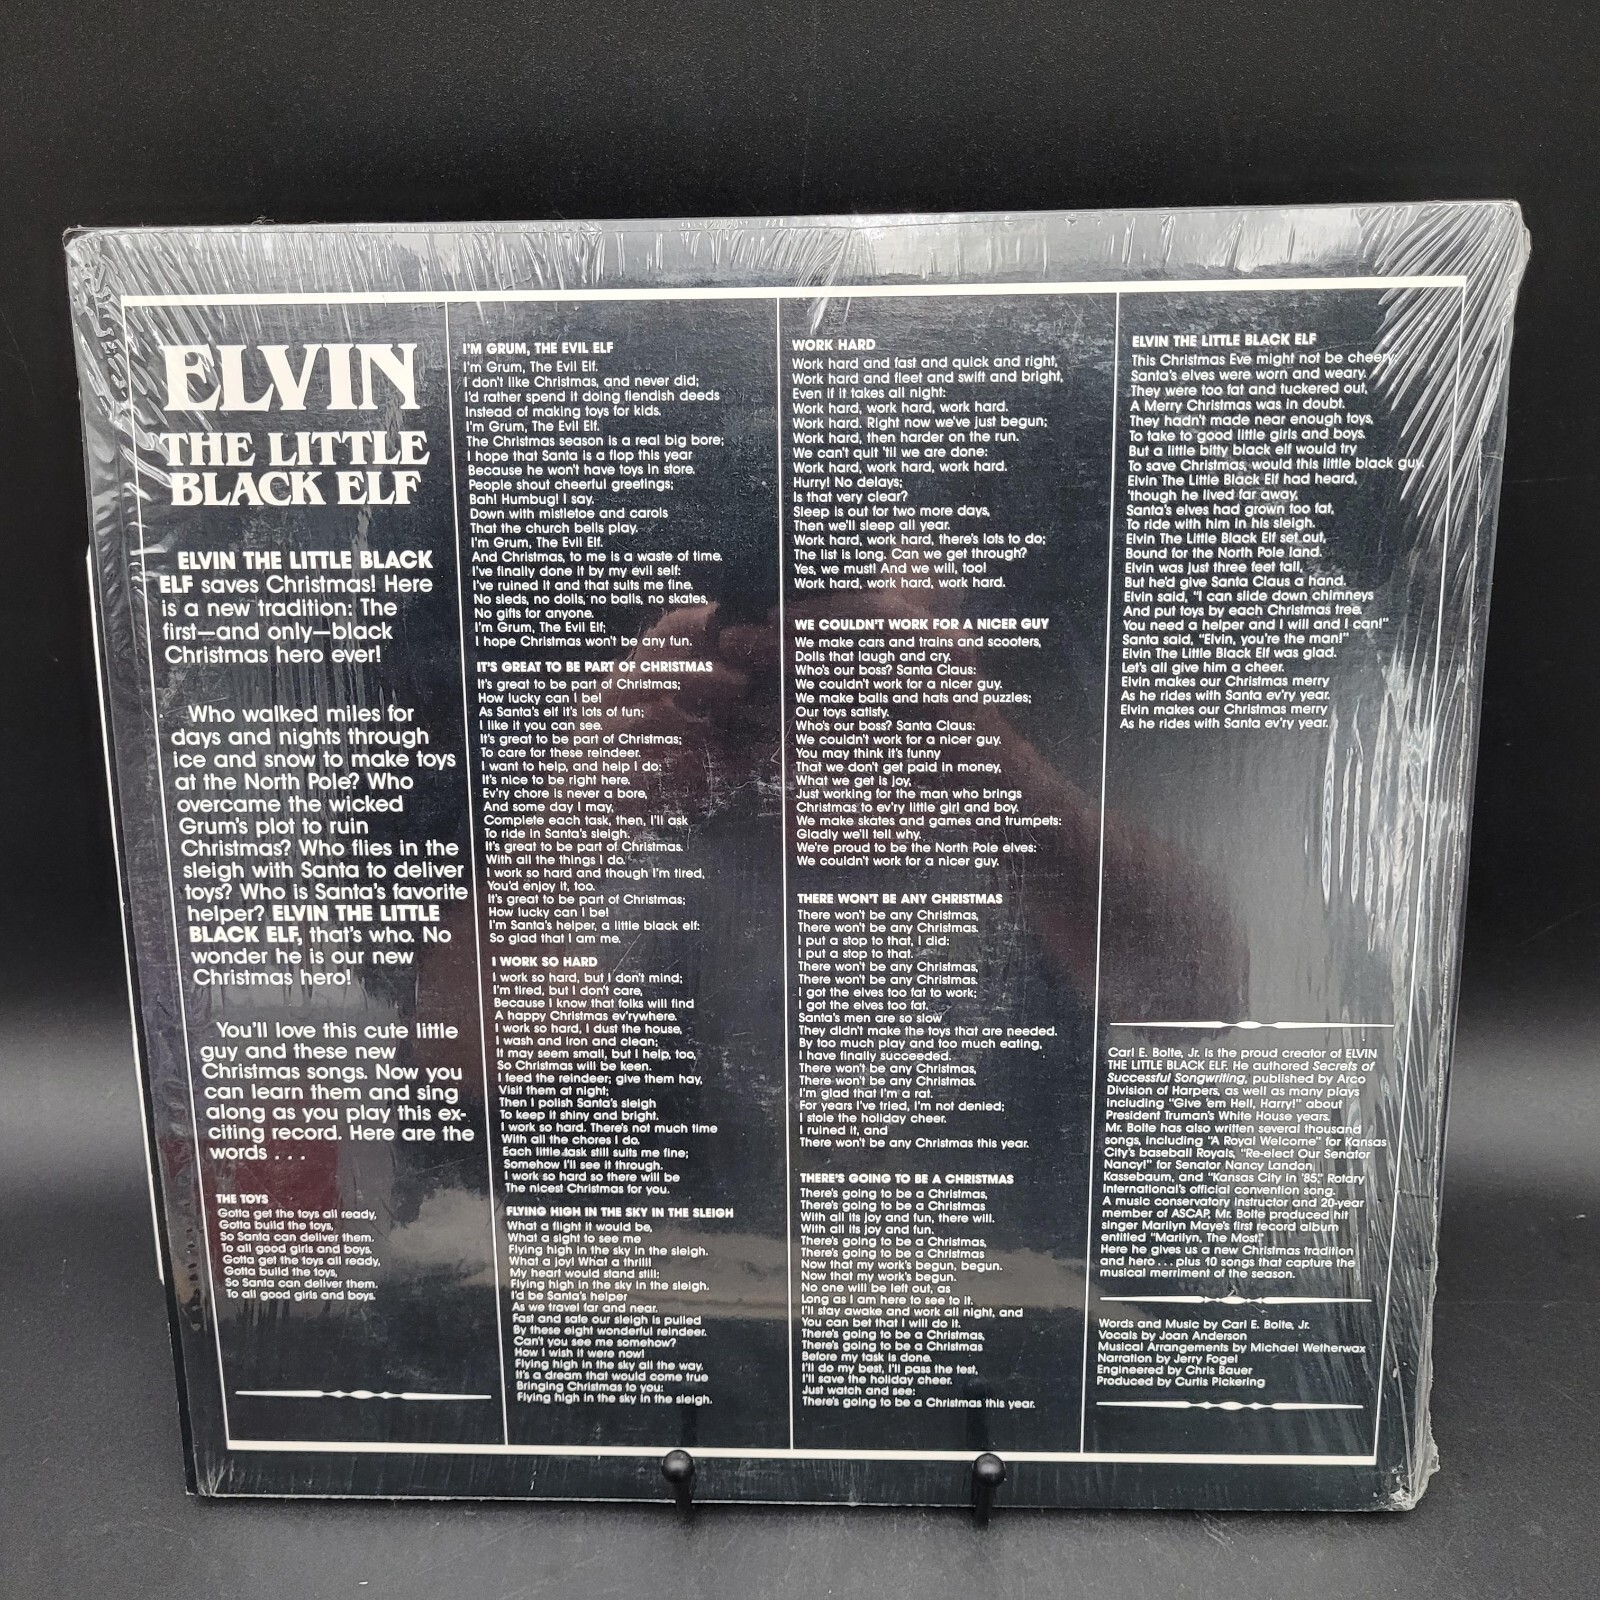 ELVIN
THE LITTLE
BLACK ELF
ELVIN THE LITTLE BLACK
ELF saves Christmas! Here
is a new tradition: The
first—and only—black
Christmas hero ever!
Who walked miles for
days and nights through
ice and snow to make toys
at the North Pole? Who
overcame the wicked
Grum's plot to ruin
Christmas? Who flies in the
sleigh with Santa to deliver
toys? Who is Santa's favorite
helper? ELVIN THE LITTLE
BLACK ELF, that's who. No
wonder he is our new
Christmas hero!
You'll love this cute little
guy and these new
Christmas songs. Now you
can learn them and sing
along as you play this ex-
citing record. Here are the
words . . .
THE TOYS
Gotta get the toys all ready,
Gotta build the toys,
So Santa can deliver them.
To all good girls and boys.
Gotta get the toys all ready,
Gotta build the toys,
So Santa can deliver them.
To all good girls and boys.
I'M GRUM, THE EVIL ELF
I'm Grum, The Evil Elf.
I don't like Christmas, and never did;
I'd rather spend it doing fiendish deeds
Instead of making toys for kids.
I'm Grum, The Evil Elf.
The Christmas season is a real big bore;
I hope that Santa is a flop this year
Because he won't have toys in store.
People shout cheerful greetings;
Bah! Humbug! I say.
Down with mistletoe and carols
That the church bells play.
I'm Grum, The Evil Elf.
And Christmas, to me is a waste of time.
I've finally done it by my evil self:
I've ruined it and that suits me fine.
No sleds, no dolls, no balls, no skates,
No gifts for anyone.
I'm Grum, The Evil Elf;
I hope Christmas won't be any fun.
IT'S GREAT TO BE PART OF CHRISTMAS
It's great to be part of Christmas;
How lucky can I be!
As Santa's elf it's lots of fun;
I like it you can see.
It's great to be part of Christmas;
To care for these reindeer.
I want to help, and help I do;
It's nice to be right here.
Ev'ry chore is never a bore,
And some day I may,
Complete each task, then, I'll ask
To ride in Santa's sleigh.
It's great to be part of Christmas.
With all the things I do.
I work so hard and though I'm tired,
You'd enjoy it, too.
It's great to be part of Christmas;
How lucky can I be!
I'm Santa's helper, a little black elf:
So glad that I am me.
I WORK SO HARD
I work so hard, but I don't mind;
I'm tired, but I don't care,
Because I know that folks will find
A happy Christmas ev'rywhere.
I work so hard, I dust the house,
I wash and iron and clean;
It may seem small, but I help, too,
So Christmas will be keen.
I feed the reindeer; give them hay,
Visit them at night;
Then I polish Santa's sleigh
To keep it shiny and bright.
I work so hard. There's not much time
With all the chores I do.
Each little task still suits me fine;
Somehow I'll see it through.
I work so hard so there will be
The nicest Christmas for you.
FLYING HIGH IN THE SKY IN THE SLEIGH
What a flight it would be,
What a sight to see me
Flying high in the sky in the sleigh.
What a joy! What a thrill!
My heart would stand still;
Flying high in the sky in the sleigh.
I'd be Santa's helper
As we travel far and near.
Fast and safe our sleigh is pulled
By these eight wonderful reindeer.
Can't you see me somehow?
How I wish it were now!
Flying high in the sky all the way.
It's a dream that would come true
Bringing Christmas to you:
Flying high in the sky in the sleigh.
WORK HARD
Work hard and fast and quick and right,
Work hard and fleet and swift and bright,
Even if it takes all night:
Work hard, work hard, work hard.
Work hard. Right now we've just begun;
Work hard, then harder on the run.
We can't quit 'til we are done:
Work hard, work hard, work hard.
Hurry! No delays;
Is that very clear?
Sleep is out for two more days,
Then we'll sleep all year.
Work hard, work hard, there's lots to do;
The list is long. Can we get through?
Yes, we must! And we will, too!
Work hard, work hard, work hard.
WE COULDN'T WORK FOR A NICER GUY
We make cars and trains and scooters,
Dolls that laugh and cry.
Who's our boss? Santa Claus:
We couldn't work for a nicer guy.
We make balls and hats and puzzles;
Our toys satisfy.
Who's our boss? Santa Claus:
We couldn't work for a nicer guy.
You may think it's funny
That we don't get paid in money,
What we get is joy,
Just working for the man who brings
Christmas to ev'ry little girl and boy.
We make skates and games and trumpets:
Gladly we'll tell why.
We're proud to be the North Pole elves:
We couldn't work for a nicer guy.
THERE WON'T BE ANY CHRISTMAS
There won't be any Christmas,
There won't be any Christmas.
I put a stop to that, I did:
I put a stop to that.
There won't be any Christmas,
There won't be any Christmas.
I got the elves too fat to work;
I got the elves too fat.
Santa's men are so slow
They didn't make the toys that are needed.
By too much play and too much eating,
I have finally succeeded.
There won't be any Christmas,
There won't be any Christmas.
I'm glad that I'm a rat.
For years I've tried, I'm not denied;
I stole the holiday cheer.
I ruined it, and
There won't be any Christmas this year.
THERE'S GOING TO BE A CHRISTMAS
There's going to be a Christmas,
There's going to be a Christmas
With all its joy and fun, there will.
With all its joy and fun.
There's going to be a Christmas,
There's going to be a Christmas
Now that my work's begun, begun.
Now that my work's begun.
No one will be left out, as
Long as I am here to see to it.
I'll stay awake and work all night, and
You can bet that I will do it.
There's going to be a Christmas,
There's going to be a Christmas
Before my task is done.
I'll do my best, I'll pass the test,
I'll save the holiday cheer.
Just watch and see:
There's going to be a Christmas this year.
ELVIN THE LITTLE BLACK ELF
This Christmas Eve might not be cheery,
Santa's elves were worn and weary.
They were too fat and tuckered out,
A Merry Christmas was in doubt.
They hadn't made near enough toys,
To take to good little girls and boys.
But a little bitty black elf would try
To save Christmas, would this little black guy.
Elvin The Little Black Elf had heard,
'though he lived far away,
Santa's elves had grown too fat,
To ride with him in his sleigh.
Elvin The Little Black Elf set out,
Bound for the North Pole land.
Elvin was just three feet tall,
But he'd give Santa Claus a hand.
Elvin said, "I can slide down chimneys
And put toys by each Christmas tree.
You need a helper and I will and I can!"
Santa said, "Elvin, you're the man!"
Elvin The Little Black Elf was glad.
Let's all give him a cheer.
Elvin makes our Christmas merry
As he rides with Santa ev'ry year.
Elvin makes our Christmas merry
As he rides with Santa ev'ry year.
Carl E. Bolte, Jr. is the proud creator of ELVIN
THE LITTLE BLACK ELF. He authored Secrets of
Successful Songwriting, published by Arco
Division of Harpers, as well as many plays
including "Give 'em Hell, Harry!" about
President Truman's White House years.
Mr. Bolte has also written several thousand
songs, including "A Royal Welcome" for Kansas
City's baseball Royals, "Re-elect Our Senator
Nancy!" for Senator Nancy Landon
Kassebaum, and "Kansas City in '85," Rotary
International's official convention song.
A music conservatory instructor and 20-year
member of ASCAP, Mr. Bolte produced hit
singer Marilyn Maye's first record album
entitled "Marilyn, The Most."
Here he gives us a new Christmas tradition
and hero . . . plus 10 songs that capture the
musical merriment of the season.
Words and Music by Carl E. Bolte, Jr.
Vocals by Joan Anderson
Musical Arrangements by Michael Wetherwax
Narration by Jerry Fogel
Engineered by Chris Bauer
Produced by Curtis Pickering